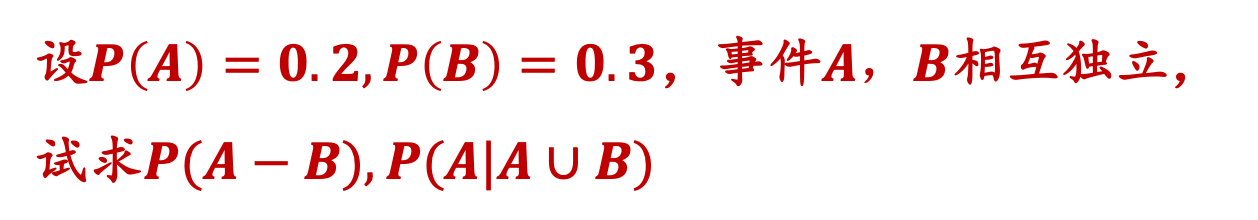 设P(A) = 0.2, P(B) = 0.3，事件A，B相互独立，
试求P(A − B), P(A|A ∪ B)